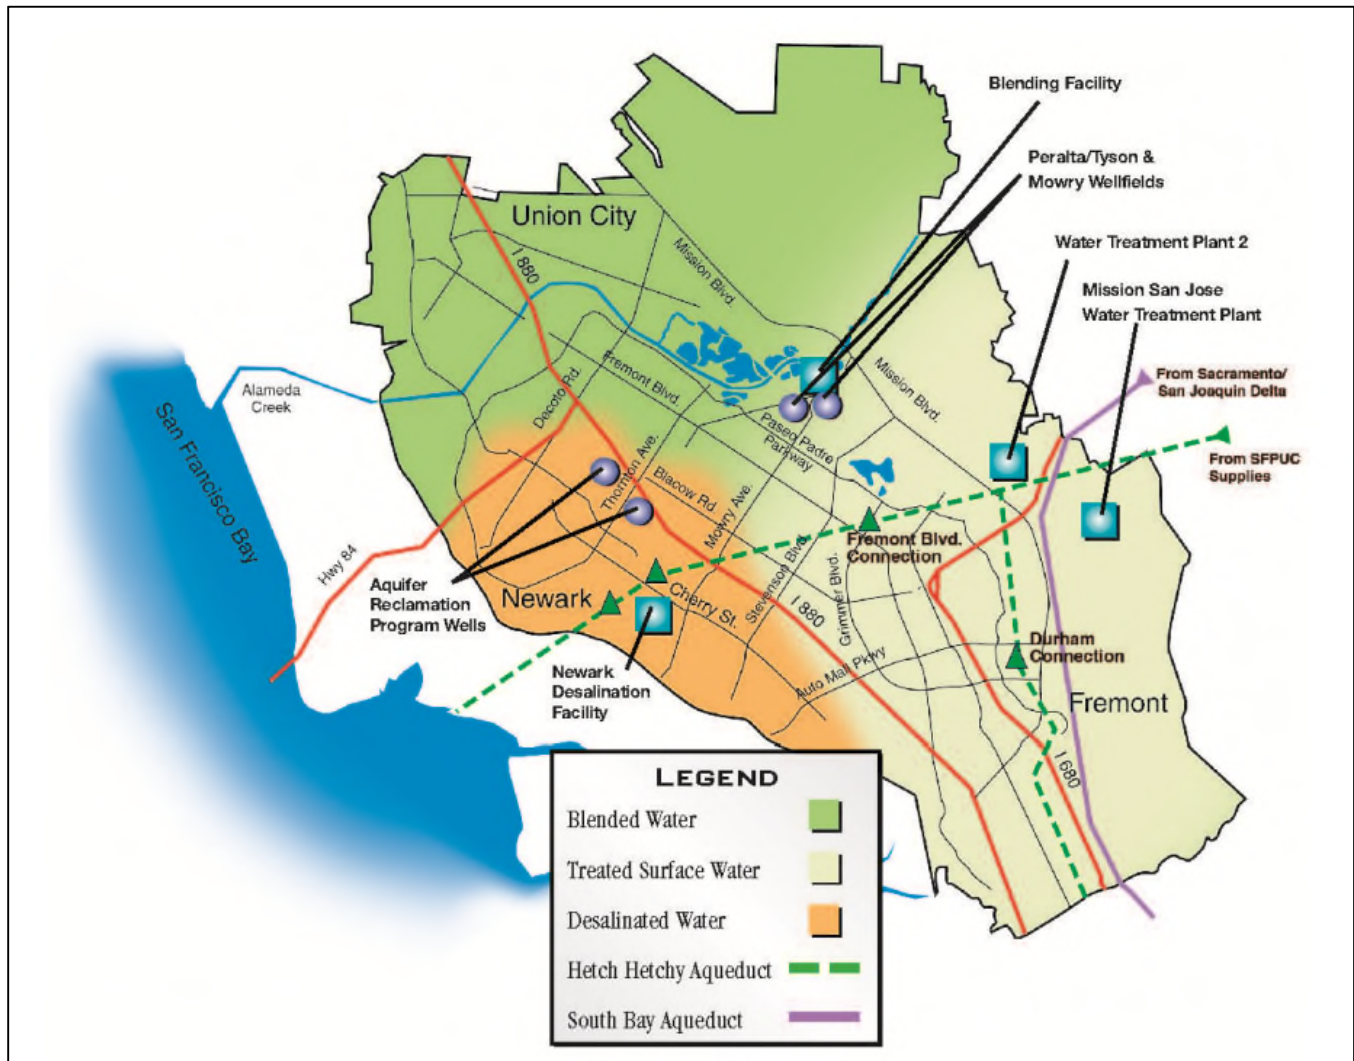 Blending Facility
Peralta/Tyson &
Mowry Wellfields
Water Treatment Plant 2
Mission San Jose
Water Treatment Plant
From Sacramento/
San Joaquin Delta
From SFPUC
Supplies
Union City
I 880
Mission Blvd.
Mission Blvd.
Alameda
Creek
San Francisco Bay
Decoto Rd.
Fremont Blvd.
Paseo Padre
Parkway
Thornton Ave.
Blacow Rd.
Mowry Ave.
Hwy 84
Fremont Blvd.
Connection
Stevenson Blvd.
Grimmer Blvd.
Aquifer
Reclamation
Program Wells
Newark
Cherry St.
I 880
Auto Mall Pkwy
Durham
Connection
Newark
Desalination
Facility
Fremont
I 680
LEGEND
Blended Water
Treated Surface Water
Desalinated Water
Hetch Hetchy Aqueduct
South Bay Aqueduct